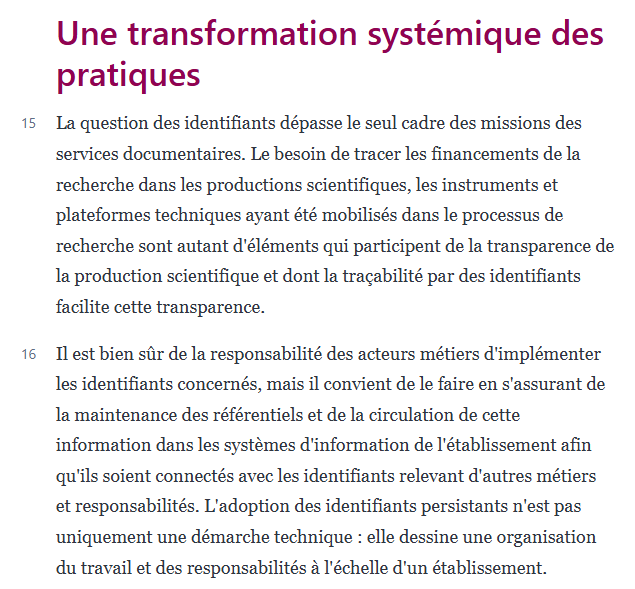 Une transformation systémique des
pratiques
15 La question des identifiants dépasse le seul cadre des missions des
services documentaires. Le besoin de tracer les financements de la
recherche dans les productions scientifiques, les instruments et
plateformes techniques ayant été mobilisés dans le processus de
recherche sont autant d'éléments qui participent de la transparence de
la production scientifique et dont la traçabilité par des identifiants
facilite cette transparence.
16 Il est bien sûr de la responsabilité des acteurs métiers d'implémenter
les identifiants concernés, mais il convient de le faire en s'assurant de
la maintenance des référentiels et de la circulation de cette
information dans les systèmes d'information de l'établissement afin
qu'ils soient connectés avec les identifiants relevant d'autres métiers
et responsabilités. L'adoption des identifiants persistants n'est pas
uniquement une démarche technique : elle dessine une organisation
du travail et des responsabilités à l'échelle d'un établissement.